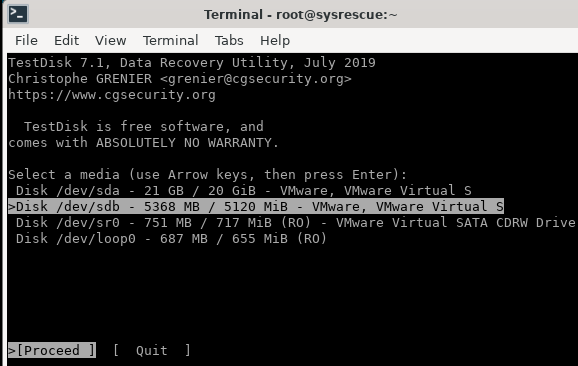 Terminal - root@sysrescue:~
File Edit View Terminal Tabs Help
TestDisk 7.1, Data Recovery Utility, July 2019
Christophe GRENIER <grenier@cgsecurity.org>
https://www.cgsecurity.org
TestDisk is free software, and
comes with ABSOLUTELY NO WARRANTY.
Select a media (use Arrow keys, then press Enter):
Disk /dev/sda - 21 GB / 20 GiB - VMware, VMware Virtual S
>Disk /dev/sdb - 5368 MB / 5120 MiB - VMware, VMware Virtual S
Disk /dev/sr0 - 751 MB / 717 MiB (RO) - VMware Virtual SATA CDRW Drive
Disk /dev/loop0 - 687 MB / 655 MiB (RO)
>[Proceed ]  [  Quit  ]